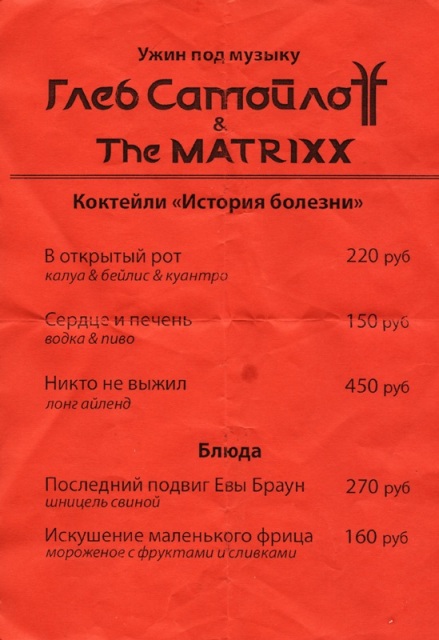 Ужин под музыку
Глеб Самойлоff
&
The MATRIXX
Коктейли «История болезни»
В открытый рот 220 руб
калуа & бейлис & куантро
Сердце и печень 150 руб
водка & пиво
Никто не выжил 450 руб
лонг айленд
Блюда
Последний подвиг Евы Браун 270 руб
шницель свиной
Искушение маленького фрица 160 руб
мороженое с фруктами и сливками